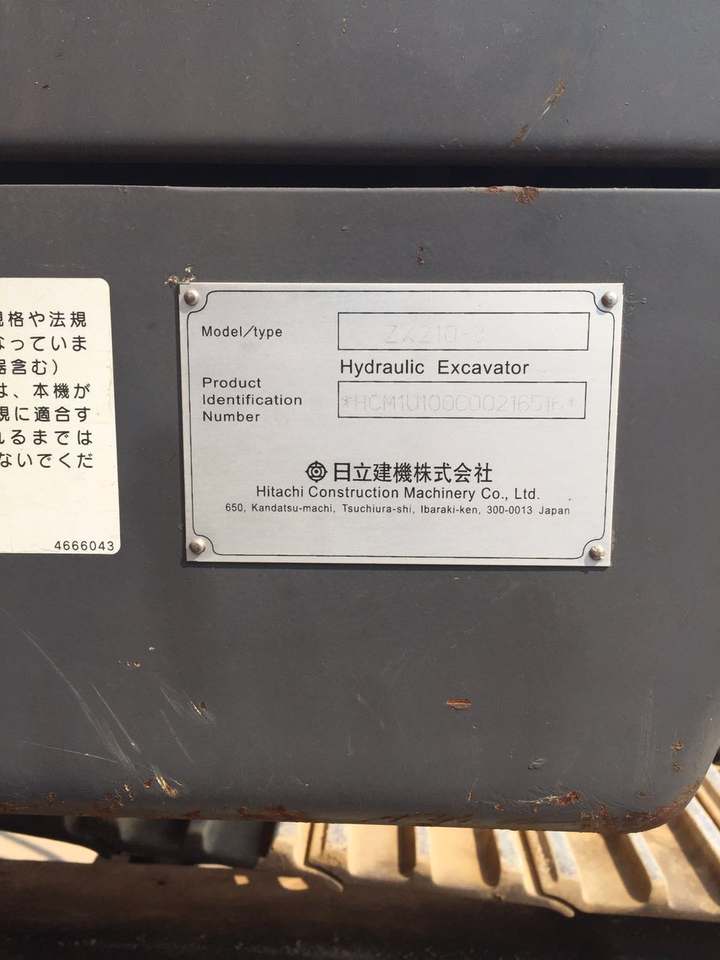 規格や法規
なっていま
器含む)
は、本機が
規に適合す
れるまでは
ないでくだ
4666043
Model/type
Hydraulic Excavator
Product
Identification
Number
日立建機株式会社
Hitachi Construction Machinery Co., Ltd.
650, Kandatsu-machi, Tsuchiura-shi, Ibaraki-ken, 300-0013 Japan